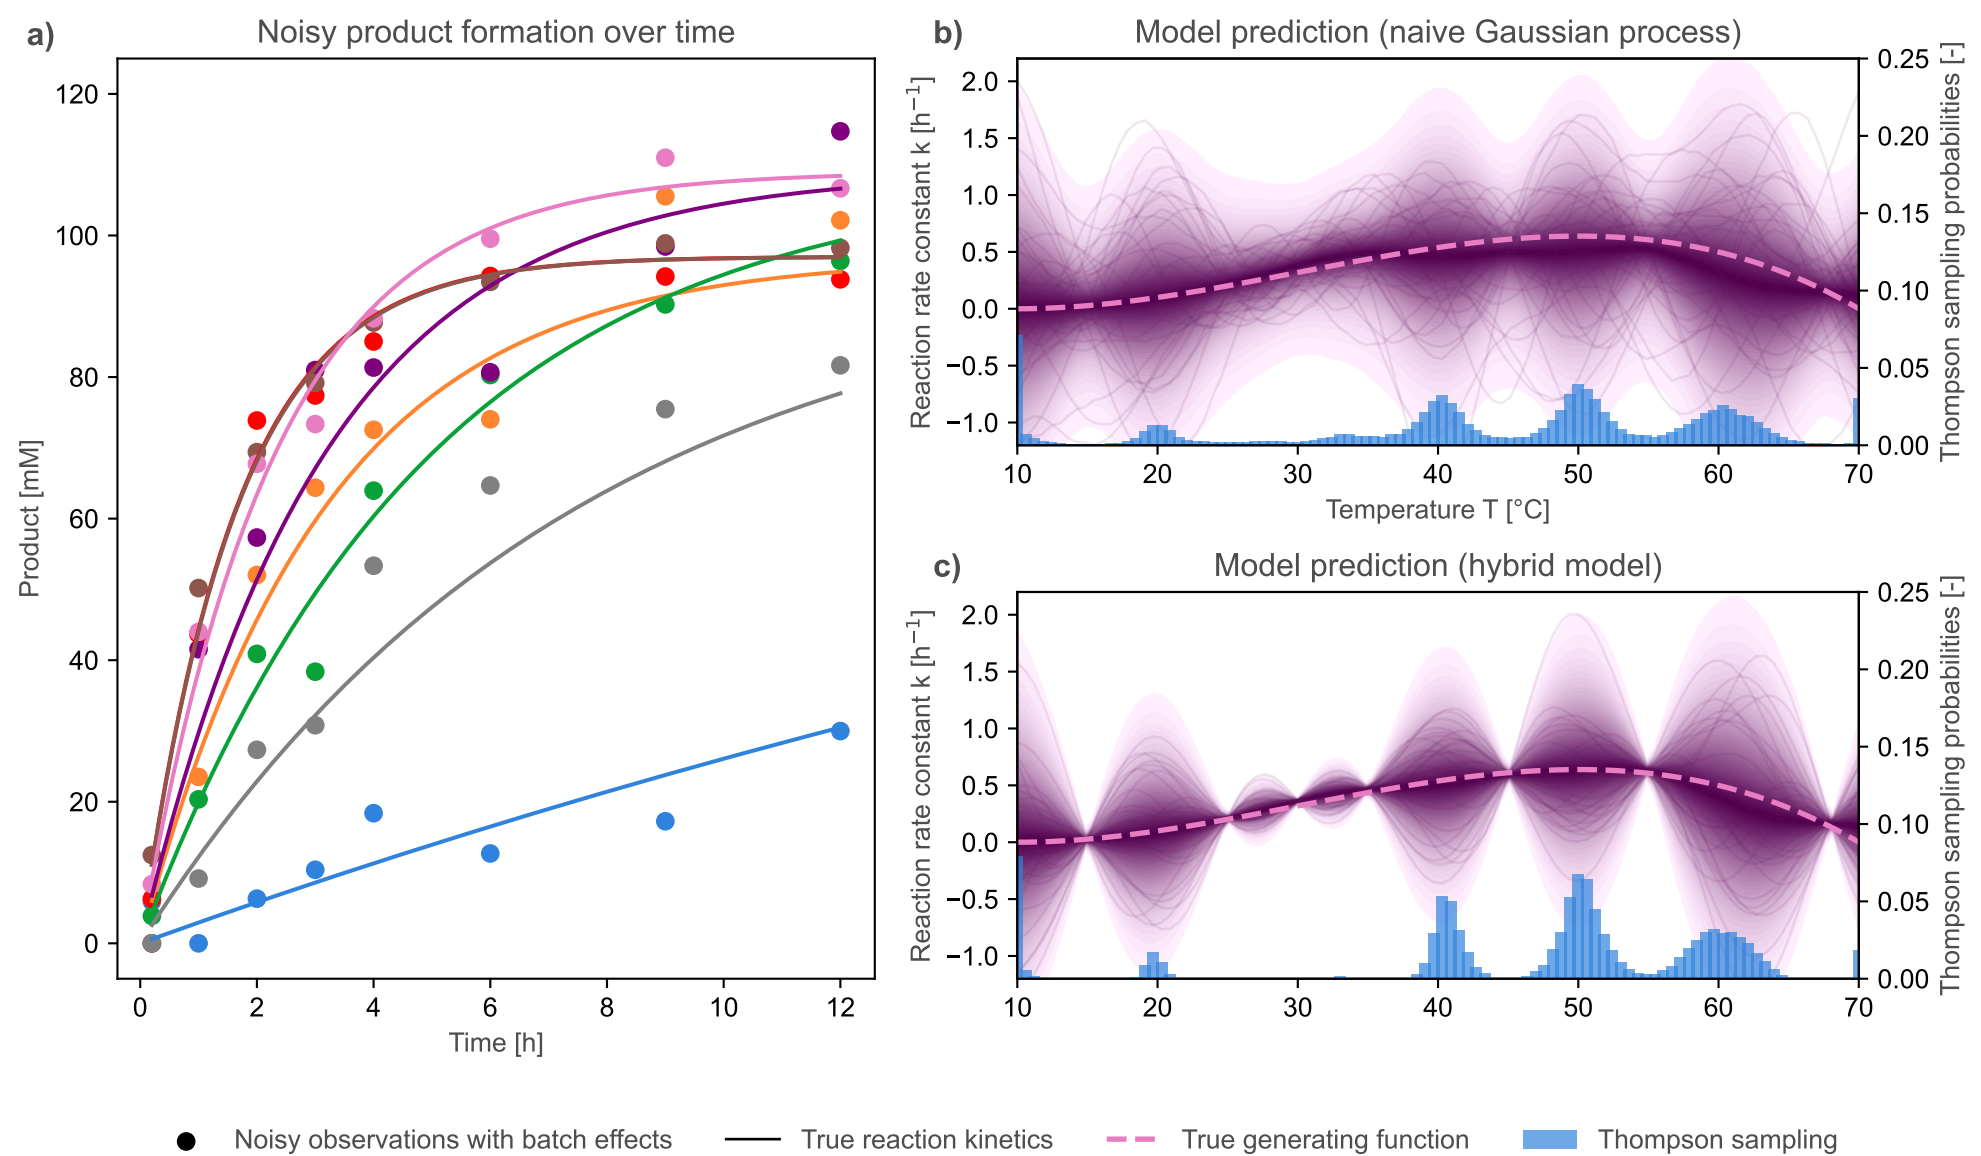 a) Noisy product formation over time
Product [mM]
120
100
80
60
40
20
0
0 2 4 6 8 10 12
Time [h]
b) Model prediction (naive Gaussian process)
Reaction rate constant k [h⁻¹]
2.0
1.5
1.0
0.5
0.0
−0.5
−1.0
0.25
0.20
0.15
0.10
0.05
0.00
Thompson sampling probabilities [-]
10 20 30 40 50 60 70
Temperature T [°C]
c) Model prediction (hybrid model)
Reaction rate constant k [h⁻¹]
2.0
1.5
1.0
0.5
0.0
−0.5
−1.0
0.25
0.20
0.15
0.10
0.05
0.00
Thompson sampling probabilities [-]
10 20 30 40 50 60 70
Noisy observations with batch effects True reaction kinetics True generating function Thompson sampling